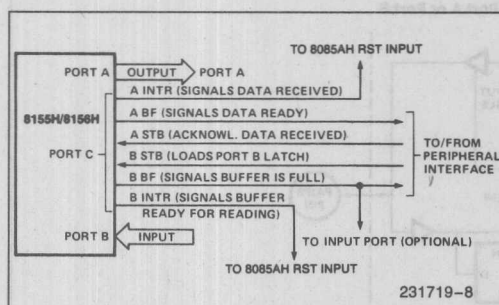 TO 8085AH RST INPUT
PORT A
OUTPUT
PORT A
A INTR (SIGNALS DATA RECEIVED)
8155H/8156H
A BF (SIGNALS DATA READY)
A STB (ACKNOWL. DATA RECEIVED)
PORT C
B STB (LOADS PORT B LATCH)
TO/FROM
PERIPHERAL
INTERFACE
B BF (SIGNALS BUFFER IS FULL)
B INTR (SIGNALS BUFFER
READY FOR READING)
PORT B
INPUT
TO INPUT PORT (OPTIONAL)
TO 8085AH RST INPUT
231719-8